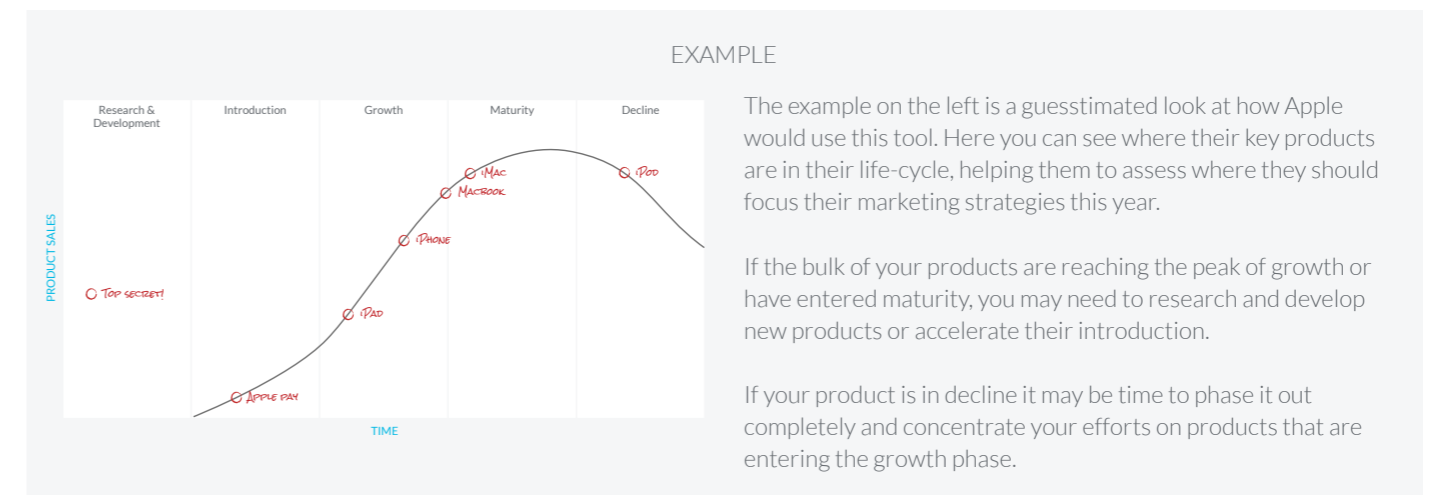 EXAMPLE
Research &
Development
Introduction
Growth
Maturity
Decline
PRODUCT SALES
Top secret!
Apple pay
iPad
iPhone
Macbook
iMac
iPod
TIME
The example on the left is a guesstimated look at how Apple
would use this tool. Here you can see where their key products
are in their life-cycle, helping them to assess where they should
focus their marketing strategies this year.
If the bulk of your products are reaching the peak of growth or
have entered maturity, you may need to research and develop
new products or accelerate their introduction.
If your product is in decline it may be time to phase it out
completely and concentrate your efforts on products that are
entering the growth phase.